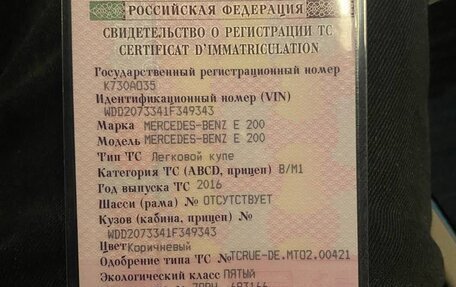 РОССИЙСКАЯ ФЕДЕРАЦИЯ
СВИДЕТЕЛЬСТВО О РЕГИСТРАЦИИ ТС
CERTIFICAT D'IMMATRICULATION
Государственный регистрационный номер
К730АО35
Идентификационный номер (VIN)
WDD2073341F349343
Марка MERCEDES-BENZ E 200
Модель MERCEDES-BENZ E 200
Тип ТС Легковой купе
Категория ТС (ABCD, прицеп) B/M1
Год выпуска ТС 2016
Шасси (рама) № ОТСУТСТВУЕТ
Кузов (кабина, прицеп) №
WDD2073341F349343
Цвет Коричневый
Одобрение типа ТС № TCRUE-DE.MT02.00421
Экологический класс ПЯТЫЙ